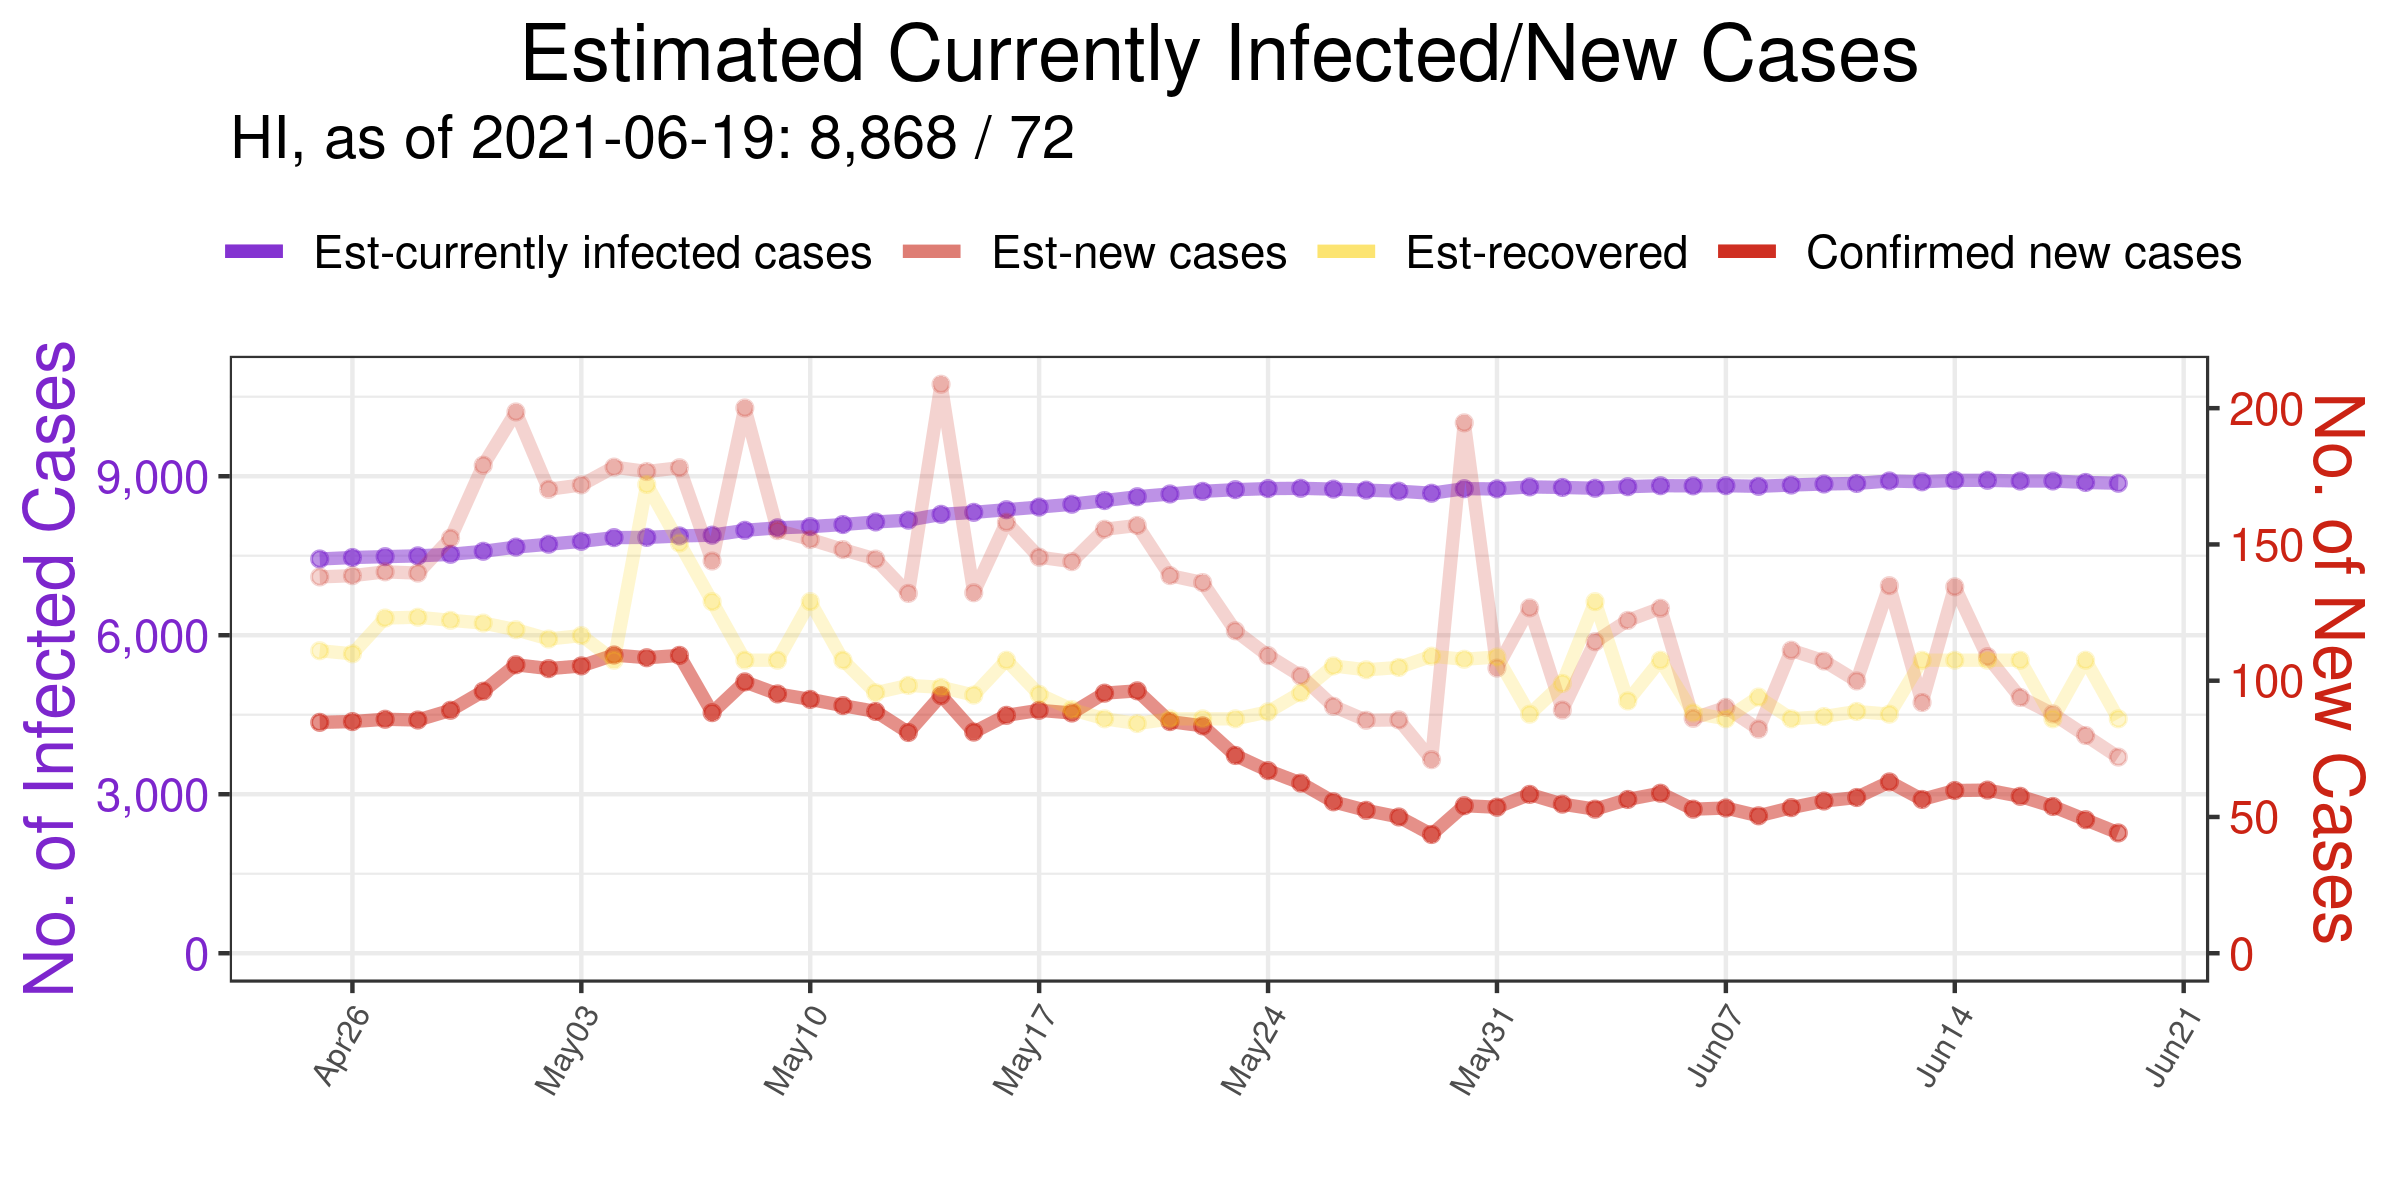 Estimated Currently Infected/New Cases
HI, as of 2021-06-19: 8,868 / 72
Est-currently infected cases Est-new cases Est-recovered Confirmed new cases
No. of Infected Cases
9,000
6,000
3,000
0
200
150
100
50
0
No. of New Cases
Apr26 May03 May10 May17 May24 May31 Jun07 Jun14 Jun21